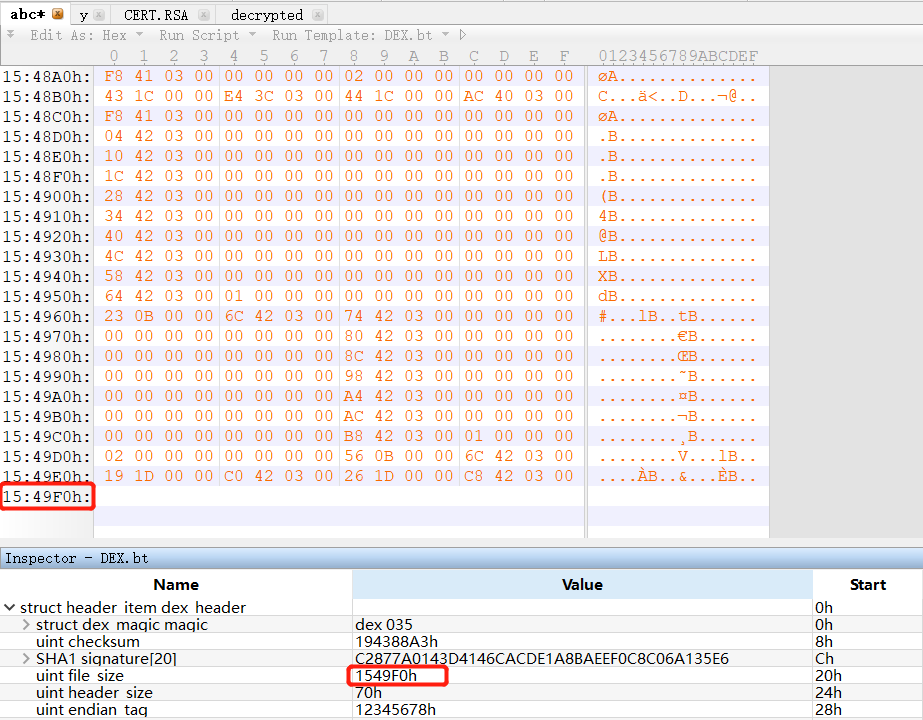 abc* y CERT.RSA decrypted
Edit As: Hex Run Script Run Template: DEX.bt
0 1 2 3 4 5 6 7 8 9 A B C D E F 0123456789ABCDEF
15:48A0h: F8 41 03 00 00 00 00 00 02 00 00 00 00 00 00 00 øA..............
15:48B0h: 43 1C 00 00 E4 3C 03 00 44 1C 00 00 AC 40 03 00 C...ä<..D...¬@..
15:48C0h: F8 41 03 00 00 00 00 00 00 00 00 00 00 00 00 00 øA..............
15:48D0h: 04 42 03 00 00 00 00 00 00 00 00 00 00 00 00 00 .B..............
15:48E0h: 10 42 03 00 00 00 00 00 00 00 00 00 00 00 00 00 .B..............
15:48F0h: 1C 42 03 00 00 00 00 00 00 00 00 00 00 00 00 00 .B..............
15:4900h: 28 42 03 00 00 00 00 00 00 00 00 00 00 00 00 00 (B..............
15:4910h: 34 42 03 00 00 00 00 00 00 00 00 00 00 00 00 00 4B..............
15:4920h: 40 42 03 00 00 00 00 00 00 00 00 00 00 00 00 00 @B..............
15:4930h: 4C 42 03 00 00 00 00 00 00 00 00 00 00 00 00 00 LB..............
15:4940h: 58 42 03 00 00 00 00 00 00 00 00 00 00 00 00 00 XB..............
15:4950h: 64 42 03 00 01 00 00 00 00 00 00 00 00 00 00 00 dB..............
15:4960h: 23 0B 00 00 6C 42 03 00 74 42 03 00 00 00 00 00 #...lB..tB......
15:4970h: 00 00 00 00 00 00 00 00 80 42 03 00 00 00 00 00 ........€B......
15:4980h: 00 00 00 00 00 00 00 00 8C 42 03 00 00 00 00 00 ........ŒB......
15:4990h: 00 00 00 00 00 00 00 00 98 42 03 00 00 00 00 00 ........˜B......
15:49A0h: 00 00 00 00 00 00 00 00 A4 42 03 00 00 00 00 00 ........¤B......
15:49B0h: 00 00 00 00 00 00 00 00 AC 42 03 00 00 00 00 00 ........¬B......
15:49C0h: 00 00 00 00 00 00 00 00 B8 42 03 00 01 00 00 00 ........¸B......
15:49D0h: 02 00 00 00 00 00 00 00 56 0B 00 00 6C 42 03 00 ........V...lB..
15:49E0h: 19 1D 00 00 C0 42 03 00 26 1D 00 00 C8 42 03 00 ....ÀB..&...ÈB..
15:49F0h:
Inspector - DEX.bt
Name Value Start
struct header_item dex_header 0h
struct dex_magic magic dex 035 0h
uint checksum 194388A3h 8h
SHA1 signature[20] C2877A0143D4146CACDE1A8BAEEF0C8C06A135E6 Ch
uint file_size 1549F0h 20h
uint header_size 70h 24h
uint endian_tag 12345678h 28h